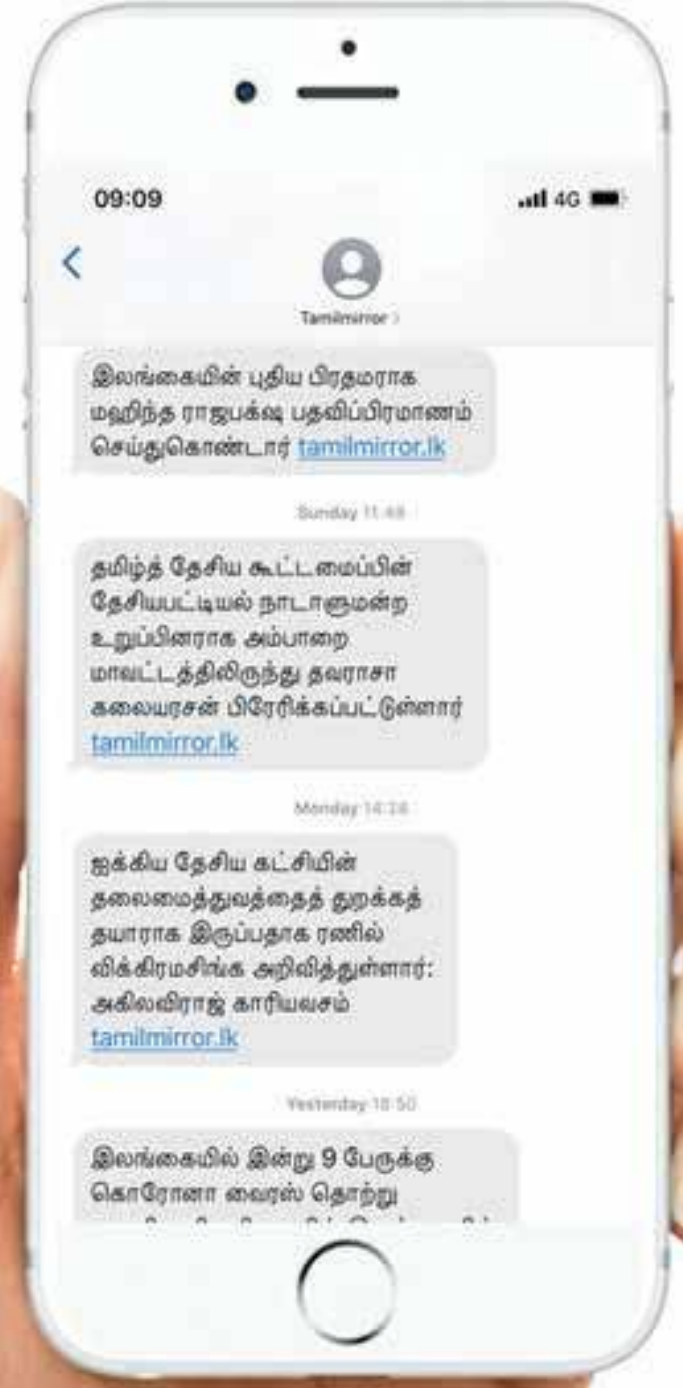 09:09
4G
Tamilmirror
இலங்கையின் புதிய பிரதமராக
மஹிந்த ராஜபக்ஷ பதவிப்பிரமாணம்
செய்துகொண்டார் tamilmirror.lk
Sunday 11:48
தமிழ்த் தேசிய கூட்டமைப்பின்
தேசியபட்டியல் நாடாளுமன்ற
உறுப்பினராக அம்பாறை
மாவட்டத்திலிருந்து தவராசா
கலையரசன் பிரேரிக்கப்பட்டுள்ளார்
tamilmirror.lk
Monday 14:28
ஐக்கிய தேசிய கட்சியின்
தலைமைத்துவத்தைத் துறக்கத்
தயாராக இருப்பதாக ரணில்
விக்கிரமசிங்க அறிவித்துள்ளார்:
அகிலவிராஜ் காரியவசம்
tamilmirror.lk
Yesterday 18:50
இலங்கையில் இன்று 9 பேருக்கு
கொரோனா வைரஸ் தொற்று